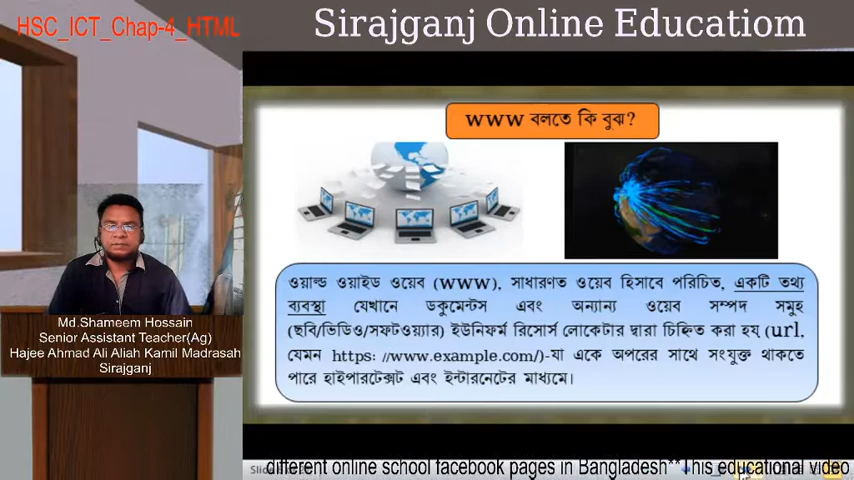 HSC_ICT_Chap-4_HTML
Sirajganj Online Educatiom
www বলতে কি বুঝ?
ওয়াল্ড ওয়াইড ওয়েব (www), সাধারণত ওয়েব হিসাবে পরিচিত, একটি তথ্য
ব্যবস্থা যেখানে ডকুমেন্টস এবং অন্যান্য ওয়েব সম্পদ সমুহ
(ছবি/ভিডিও/সফটওয়্যার) ইউনিফর্ম রিসোর্স লোকেটার দ্বারা চিহ্নিত করা হয় (url,
যেমন https: //www.example.com/)-যা একে অপরের সাথে সংযুক্ত থাকতে
পারে হাইপারটেক্সট এবং ইন্টারনেটের মাধ্যমে।
Md.Shameem Hossain
Senior Assistant Teacher(Ag)
Hajee Ahmad Ali Aliah Kamil Madrasah
Sirajganj
different online school facebook pages in Bangladesh**This educational video